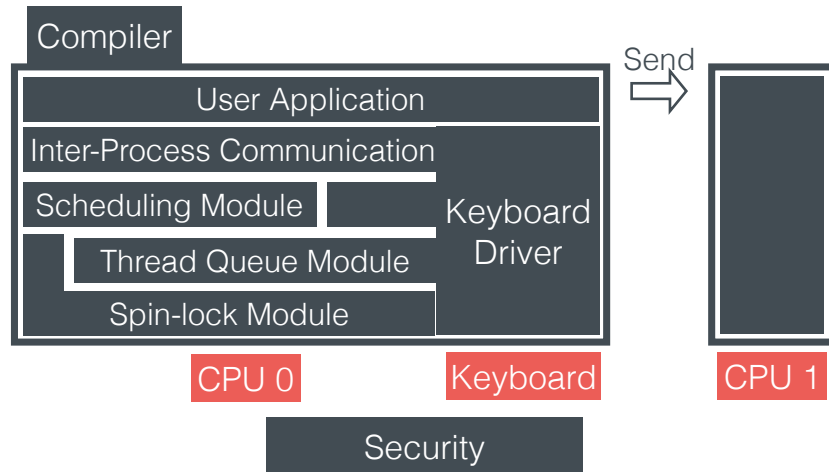 Compiler
Send
User Application
Inter-Process Communication
Scheduling Module
Keyboard
Driver
Thread Queue Module
Spin-lock Module
CPU 0
Keyboard
CPU 1
Security